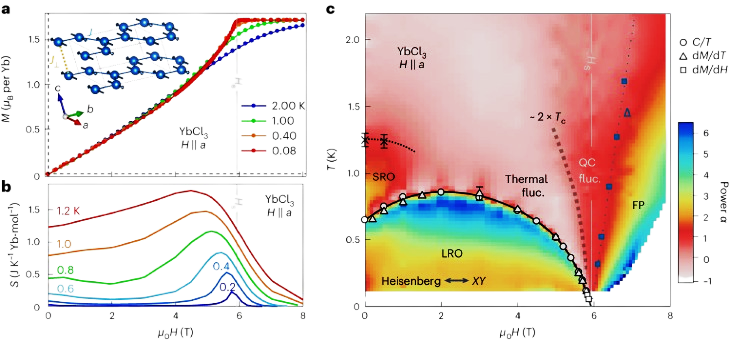 a
YbCl3
H || a
M (μB per Yb)
1.5
1.0
0.5
0
J
c
b
a
Hs
2.00 K
1.00
0.40
0.08
b
YbCl3
H || a
S (J K−1 Yb-mol−1)
1.5
1.0
0.5
0
1.2 K
1.0
0.8
0.6
0.4
0.2
0 2 4 6 8
μ0H (T)
c
YbCl3
H || a
Hs
C/T
dM/dT
dM/dH
~ 2 × Tc
SRO
Thermal
fluc.
QC
fluc.
FP
LRO
Heisenberg XY
T (K)
2.0
1.5
1.0
0.5
0
0 2 4 6 8
μ0H (T)
6
5
4
3
2
1
0
−1
Power α